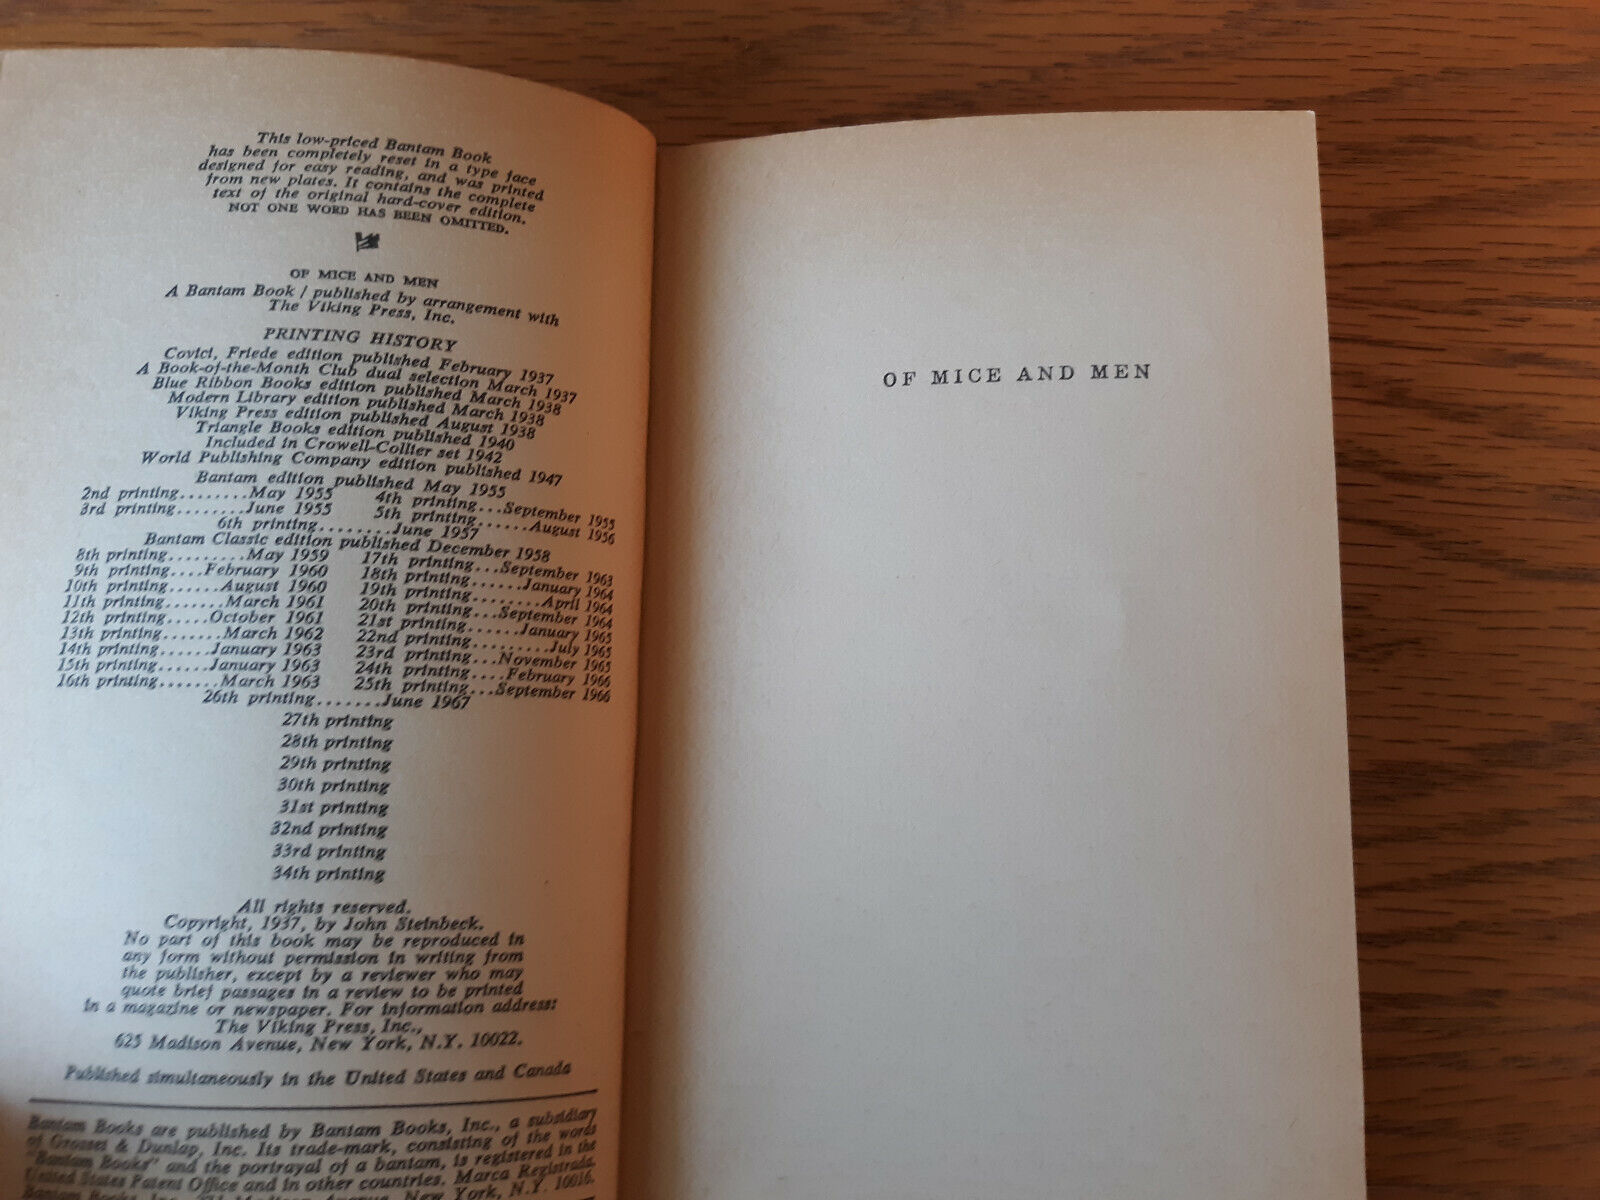 This low-priced Bantam Book
has been completely reset in a type face
designed for easy reading, and was printed
from new plates. It contains the complete
text of the original hard-cover edition.
NOT ONE WORD HAS BEEN OMITTED.
OF MICE AND MEN
A Bantam Book / published by arrangement with
The Viking Press, Inc.
PRINTING HISTORY
Covici, Friede edition published February 1937
A Book-of-the-Month Club dual selection March 1937
Blue Ribbon Books edition published March 1938
Modern Library edition published March 1938
Viking Press edition published August 1938
Triangle Books edition published 1940
Included in Crowell-Collier set 1942
World Publishing Company edition published 1947
Bantam edition published May 1955
2nd printing........May 1955 4th printing...September 1955
3rd printing........June 1955 5th printing......August 1956
6th printing........June 1957
Bantam Classic edition published December 1958
8th printing.........May 1959 17th printing...September 1963
9th printing....February 1960 18th printing......January 1964
10th printing......August 1960 19th printing........April 1964
11th printing.......March 1961 20th printing...September 1964
12th printing.....October 1961 21st printing......January 1965
13th printing.......March 1962 22nd printing.........July 1965
14th printing.....January 1963 23rd printing...November 1965
15th printing.....January 1963 24th printing....February 1966
16th printing.......March 1963 25th printing...September 1966
26th printing.......June 1967
27th printing
28th printing
29th printing
30th printing
31st printing
32nd printing
33rd printing
34th printing
All rights reserved.
Copyright, 1937, by John Steinbeck.
No part of this book may be reproduced in
any form without permission in writing from
the publisher, except by a reviewer who may
quote brief passages in a review to be printed
in a magazine or newspaper. For information address:
The Viking Press, Inc.,
625 Madison Avenue, New York, N.Y. 10022.
Published simultaneously in the United States and Canada
Bantam Books are published by Bantam Books, Inc., a subsidiary
of Grosset & Dunlap, Inc. Its trade-mark, consisting of the words
"Bantam Books" and the portrayal of a bantam, is registered in the
United States Patent Office and in other countries. Marca Registrada.
Bantam Books, Inc., 271 Madison Avenue, New York, N.Y. 10016.
OF MICE AND MEN